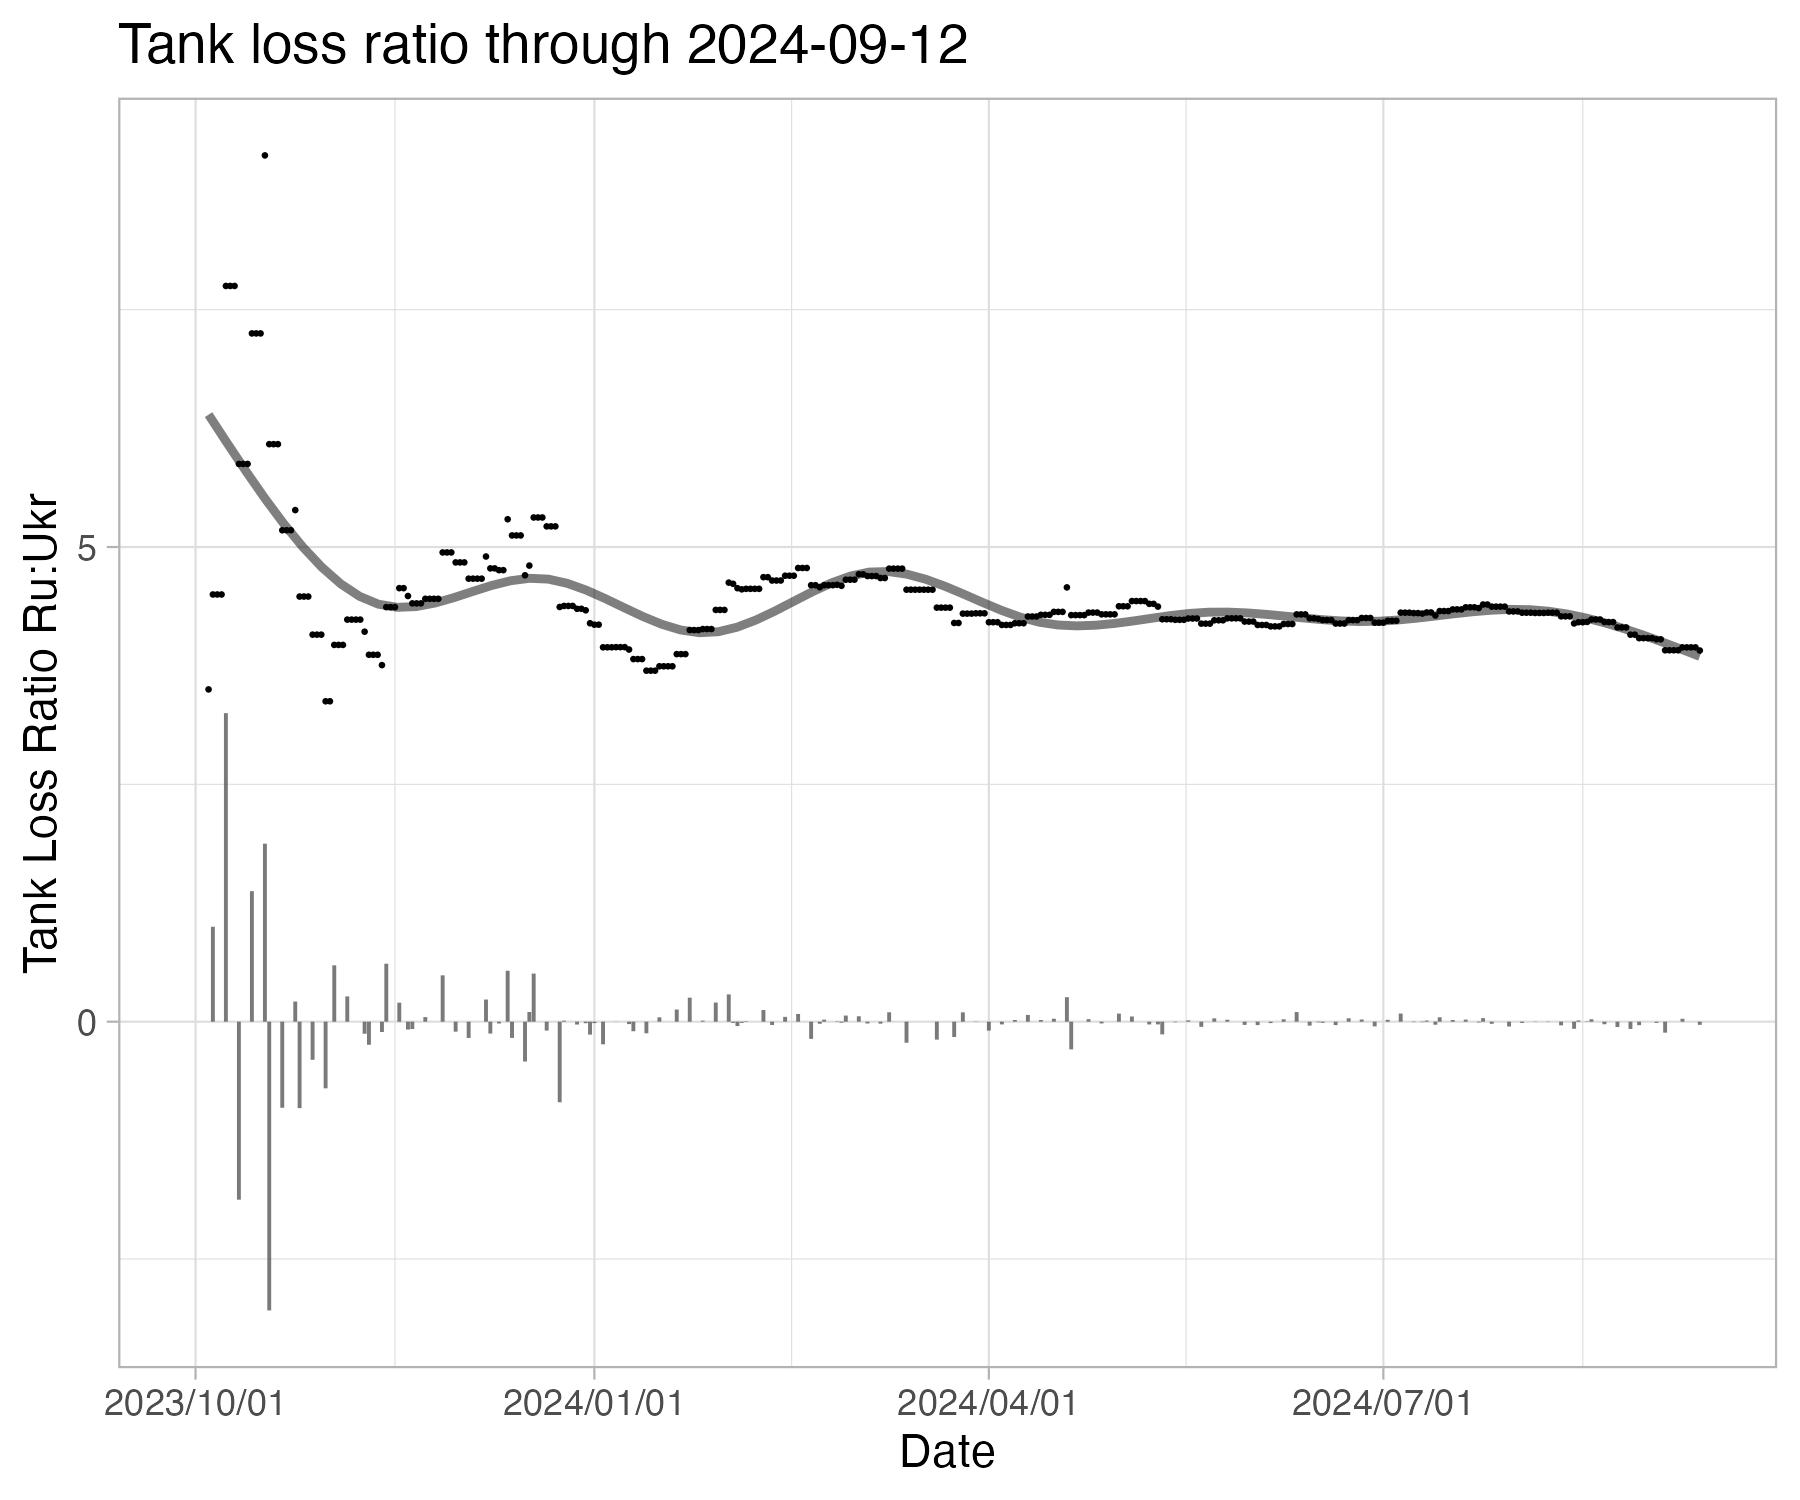 Tank loss ratio through 2024-09-12
Tank Loss Ratio Ru:Ukr
5
0
2023/10/01
2024/01/01
2024/04/01
2024/07/01
Date